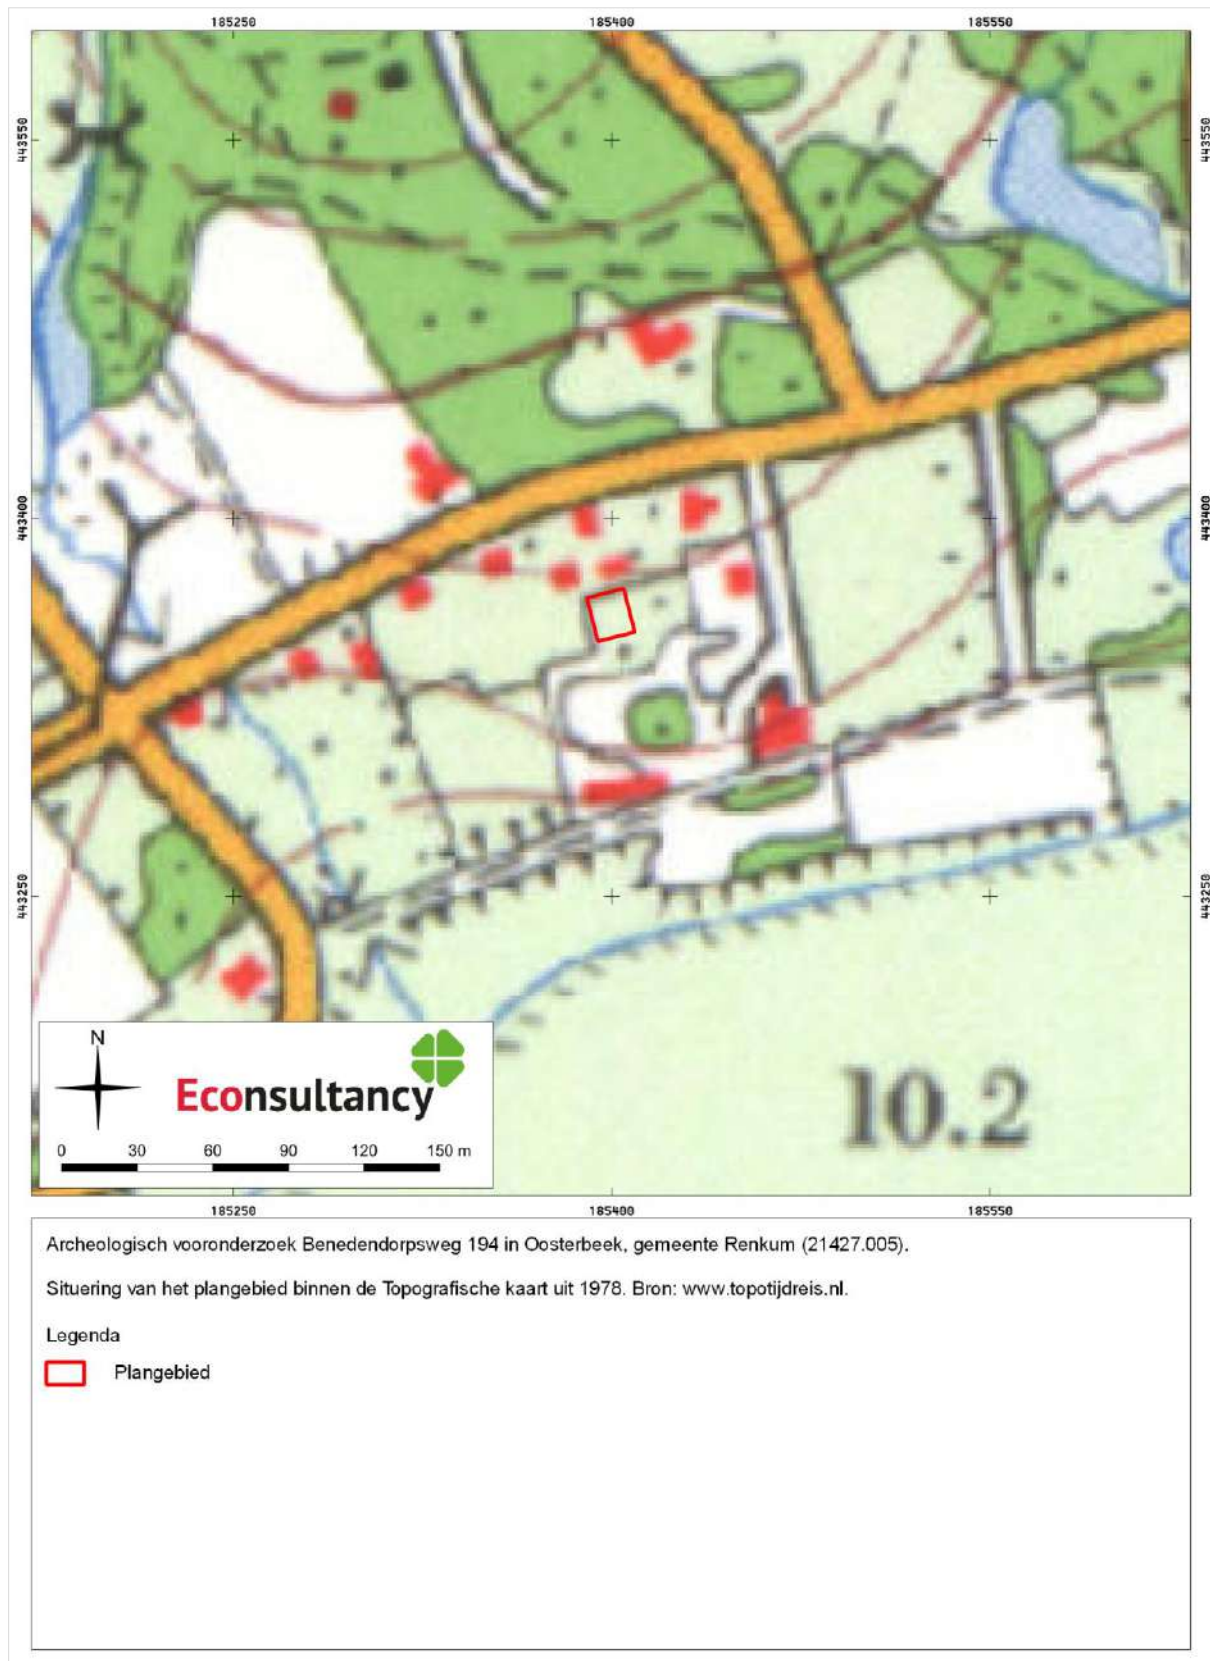 185250 185400 185550
443550 443550
443400 443400
443250 443250
10.2
N
Econsultancy
0 30 60 90 120 150 m
185250 185400 185550
Archeologisch vooronderzoek Benedendorpsweg 194 in Oosterbeek, gemeente Renkum (21427.005).
Situering van het plangebied binnen de Topografische kaart uit 1978. Bron: www.topotijdreis.nl.
Legenda
Plangebied